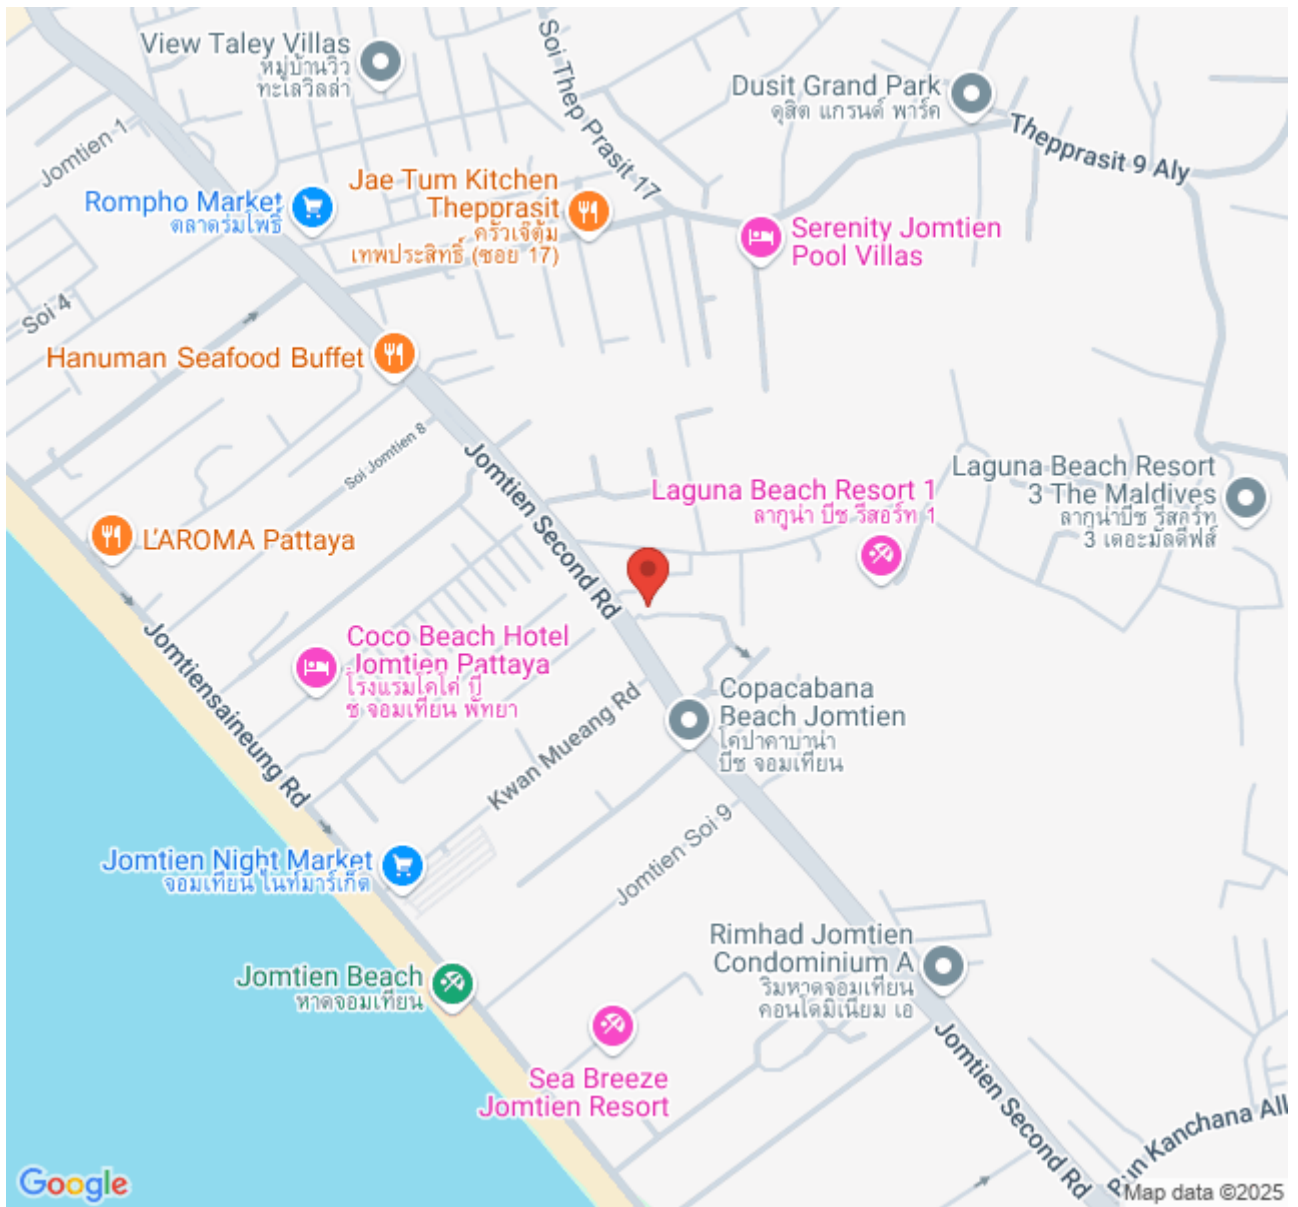 View Taley Villas
หมู่บ้านวิว
ทะเลวิลล่า
Soi Thep Prasit 17
Dusit Grand Park
ดุสิต แกรนด์ พาร์ค
Thepprasit 9 Aly
Jomtien 1
Rompho Market
ตลาดร่มโพธิ์
Jae Tum Kitchen
Thepprasit
ครัวเจ๊ตุ้ม
เทพประสิทธิ์ (ซอย 17)
Serenity Jomtien
Pool Villas
Soi 4
Hanuman Seafood Buffet
Soi Jomtien 8
Jomtien Second Rd
Laguna Beach Resort
3 The Maldives
ลากูน่าบีช รีสอร์ท
3 เดอะมัลดีฟส์
Laguna Beach Resort 1
ลากูน่า บีช รีสอร์ท 1
L'AROMA Pattaya
Jomtiensaineung Rd
Coco Beach Hotel
Jomtien Pattaya
โรงแรมโคโค่ บี
ช จอมเทียน พัทยา
Kwan Mueang Rd
Copacabana
Beach Jomtien
โคปาคาบาน่า
บีช จอมเทียน
Jomtien Soi 9
Jomtien Night Market
จอมเทียน ไนท์มาร์เก็ต
Rimhad Jomtien
Condominium A
ริมหาดจอมเทียน
คอนโดมิเนียม เอ
Jomtien Beach
หาดจอมเทียน
Sea Breeze
Jomtien Resort
Jomtien Second Rd
Pun Kanchana All
Google
Map data ©2025